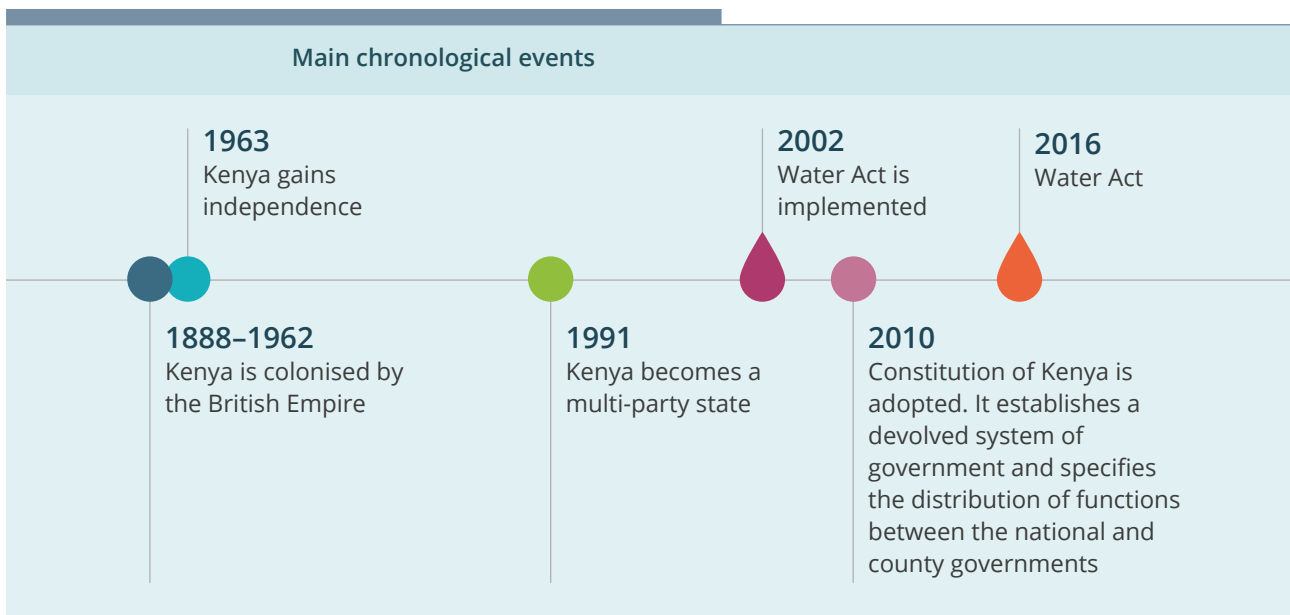 Main chronological events
1963
Kenya gains
independence
2002
Water Act is
implemented
2016
Water Act
1888–1962
Kenya is colonised by
the British Empire
1991
Kenya becomes a
multi-party state
2010
Constitution of Kenya is
adopted. It establishes a
devolved system of
government and specifies
the distribution of functions
between the national and
county governments